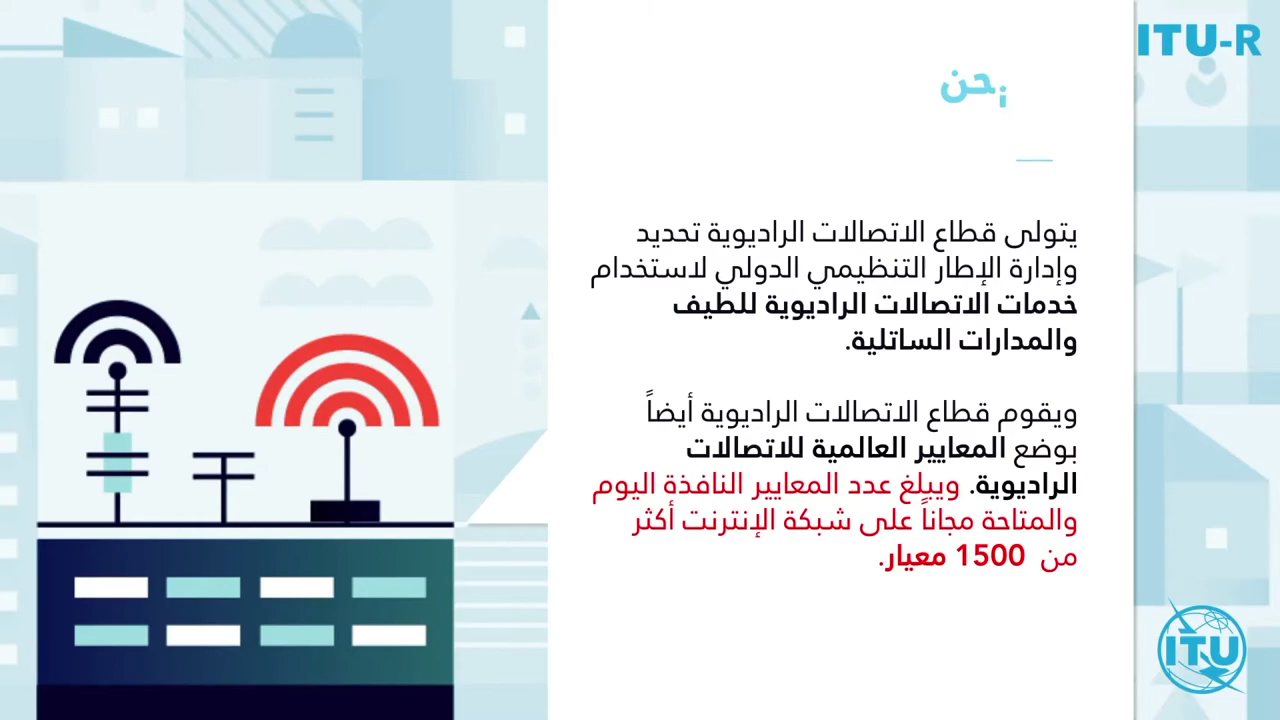 ITU-R
يتولى قطاع الاتصالات الراديوية تحديد
وإدارة الإطار التنظيمي الدولي لاستخدام
خدمات الاتصالات الراديوية للطيف
والمدارات الساتلية.
ويقوم قطاع الاتصالات الراديوية أيضاً
بوضع المعايير العالمية للاتصالات
الراديوية. ويبلغ عدد المعايير النافذة اليوم
والمتاحة مجاناً على شبكة الإنترنت أكثر
من 1500 معيار.
ITU